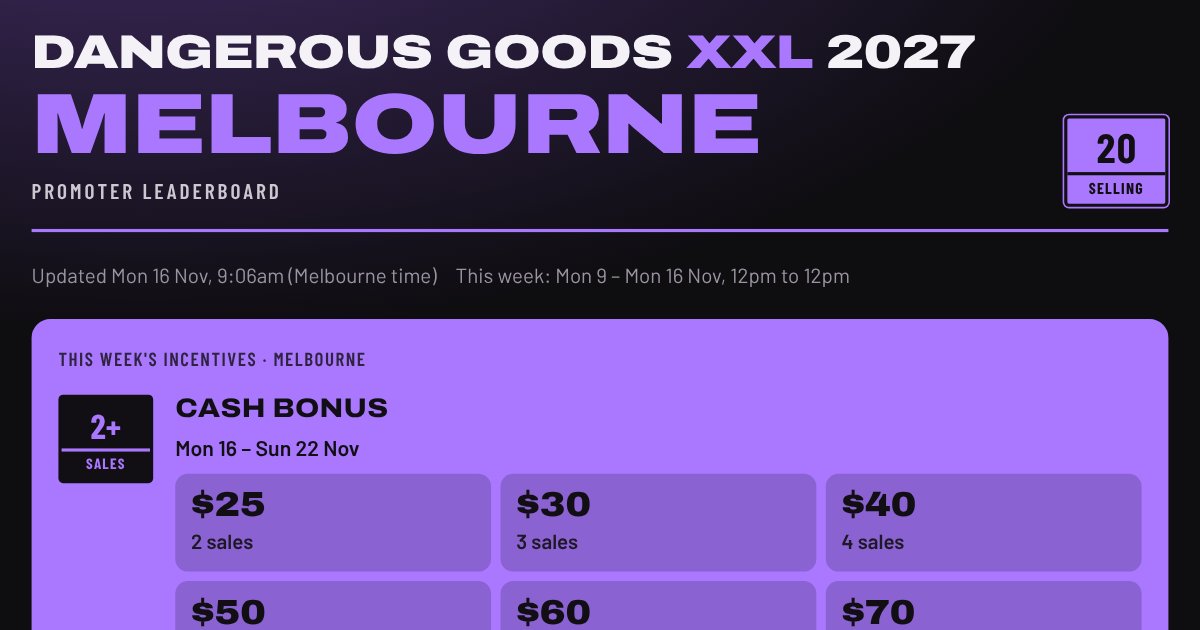 DANGEROUS GOODS XXL 2027
MELBOURNE
PROMOTER LEADERBOARD
20
SELLING
Updated Mon 16 Nov, 9:06am (Melbourne time) This week: Mon 9 – Mon 16 Nov, 12pm to 12pm
THIS WEEK'S INCENTIVES · MELBOURNE
2+
SALES
CASH BONUS
Mon 16 – Sun 22 Nov
$25 $30 $40
2 sales 3 sales 4 sales
$50 $60 $70